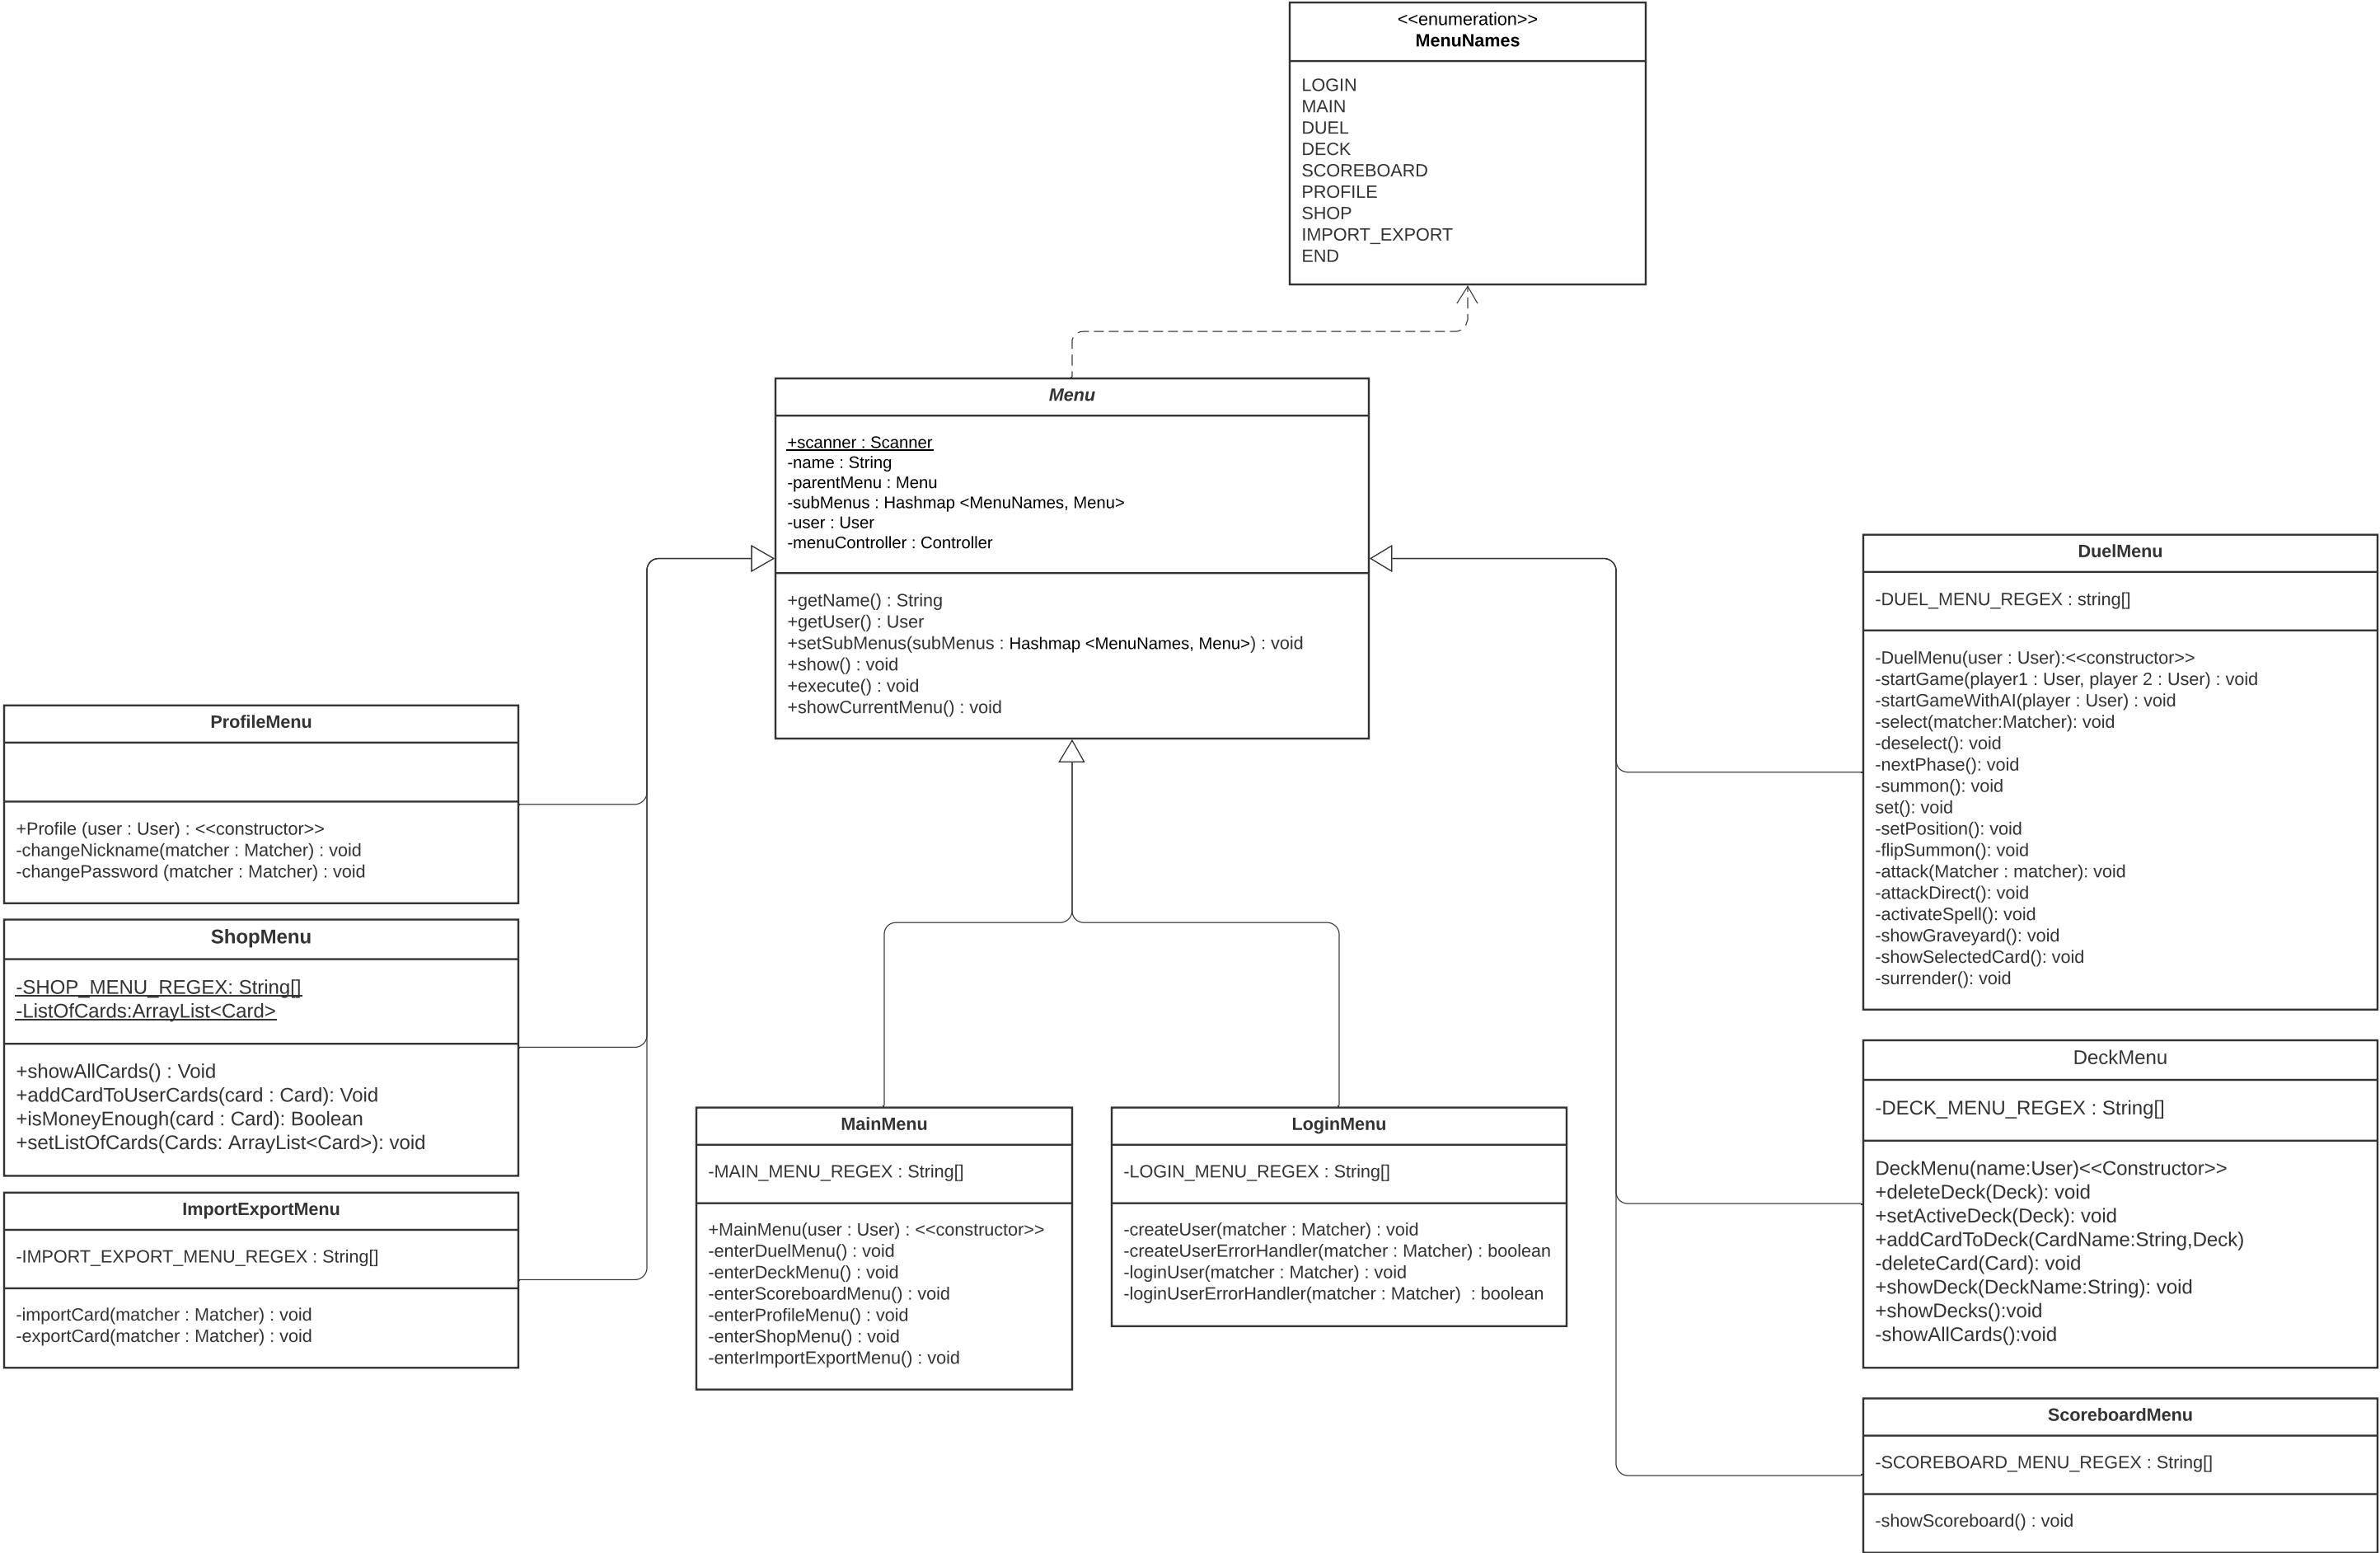 <<enumeration>>
MenuNames
LOGIN
MAIN
DUEL
DECK
SCOREBOARD
PROFILE
SHOP
IMPORT_EXPORT
END
Menu
+scanner : Scanner
-name : String
-parentMenu : Menu
-subMenus : Hashmap <MenuNames, Menu>
-user : User
-menuController : Controller
+getName() : String
+getUser() : User
+setSubMenus(subMenus : Hashmap <MenuNames, Menu>) : void
+show() : void
+execute() : void
+showCurrentMenu() : void
ProfileMenu
+Profile (user : User) : <<constructor>>
-changeNickname(matcher : Matcher) : void
-changePassword (matcher : Matcher) : void
ShopMenu
-SHOP_MENU_REGEX: String[]
-ListOfCards:ArrayList<Card>
+showAllCards() : Void
+addCardToUserCards(card : Card): Void
+isMoneyEnough(card : Card): Boolean
+setListOfCards(Cards: ArrayList<Card>): void
ImportExportMenu
-IMPORT_EXPORT_MENU_REGEX : String[]
-importCard(matcher : Matcher) : void
-exportCard(matcher : Matcher) : void
MainMenu
-MAIN_MENU_REGEX : String[]
+MainMenu(user : User) : <<constructor>>
-enterDuelMenu() : void
-enterDeckMenu() : void
-enterScoreboardMenu() : void
-enterProfileMenu() : void
-enterShopMenu() : void
-enterImportExportMenu() : void
LoginMenu
-LOGIN_MENU_REGEX : String[]
-createUser(matcher : Matcher) : void
-createUserErrorHandler(matcher : Matcher) : boolean
-loginUser(matcher : Matcher) : void
-loginUserErrorHandler(matcher : Matcher)  : boolean
DuelMenu
-DUEL_MENU_REGEX : string[]
-DuelMenu(user : User):<<constructor>>
-startGame(player1 : User, player 2 : User) : void
-startGameWithAI(player : User) : void
-select(matcher:Matcher): void
-deselect(): void
-nextPhase(): void
-summon(): void
set(): void
-setPosition(): void
-flipSummon(): void
-attack(Matcher : matcher): void
-attackDirect(): void
-activateSpell(): void
-showGraveyard(): void
-showSelectedCard(): void
-surrender(): void
DeckMenu
-DECK_MENU_REGEX : String[]
DeckMenu(name:User)<<Constructor>>
+deleteDeck(Deck): void
+setActiveDeck(Deck): void
+addCardToDeck(CardName:String,Deck)
-deleteCard(Card): void
+showDeck(DeckName:String): void
+showDecks():void
-showAllCards():void
ScoreboardMenu
-SCOREBOARD_MENU_REGEX : String[]
-showScoreboard() : void